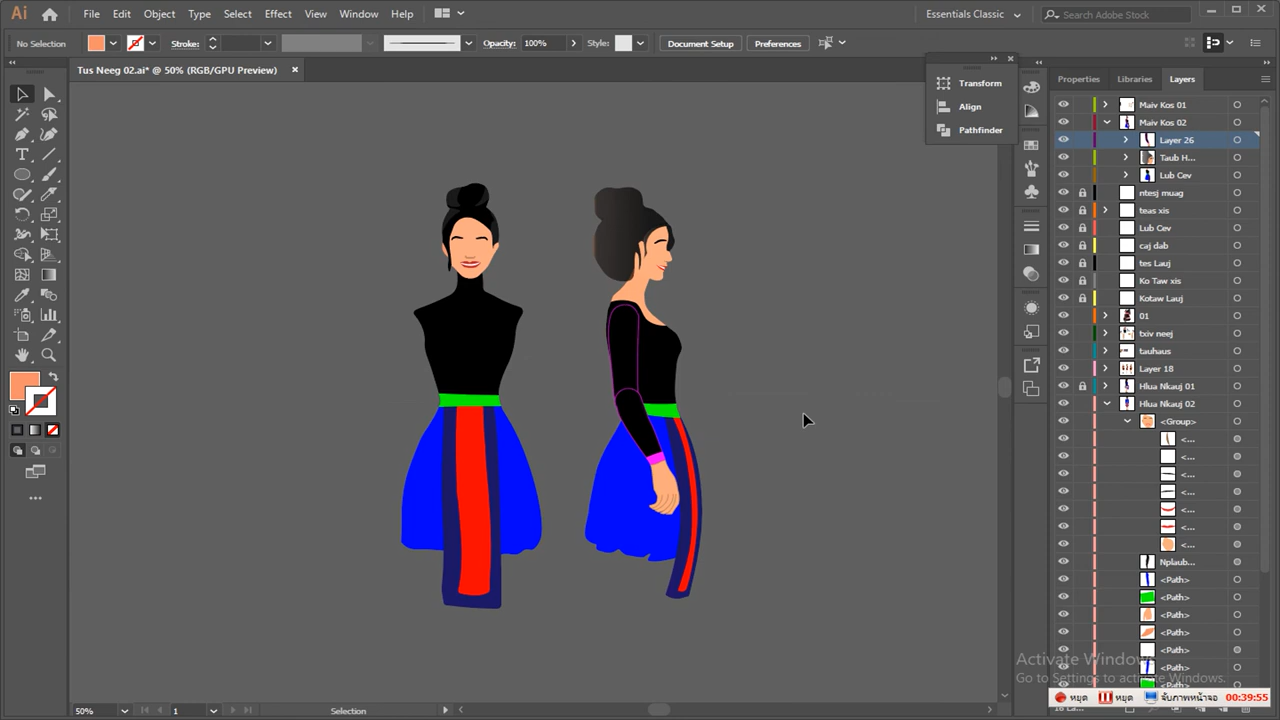 Ai File Edit Object Type Select Effect View Window Help Essentials Classic Search Adobe Stock
No Selection Stroke: Opacity: 100% Style: Document Setup Preferences
Tus Neeg 02.ai* @ 50% (RGB/GPU Preview)
Transform
Align
Pathfinder
Properties Libraries Layers
Maiv Kos 01
Maiv Kos 02
Layer 26
Taub H...
Lub Cev
ntesj muag
teas xis
Lub Cev
caj dab
tes Lauj
Ko Taw xis
Kotaw Lauj
01
txiv neej
tauhaus
Layer 18
Hlua Nkauj 01
Hlua Nkauj 02
<Group>
<...
<...
<...
<...
<...
<...
<...
Nplaub...
<Path>
<Path>
<Path>
<Path>
<Path>
<Path>
<Path>
Activate Windows
Go to Settings to activate Windows.
หยุด หยุด จับภาพหน้าจอ 00:39:55
50% 1 Selection